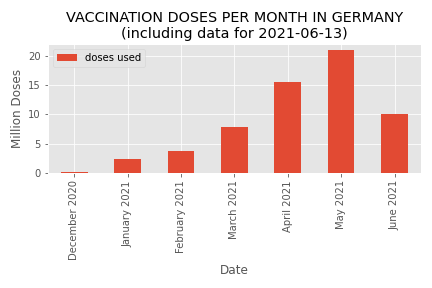 VACCINATION DOSES PER MONTH IN GERMANY
(including data for 2021-06-13)
doses used
Million Doses
20
15
10
5
0
December 2020
January 2021
February 2021
March 2021
April 2021
May 2021
June 2021
Date